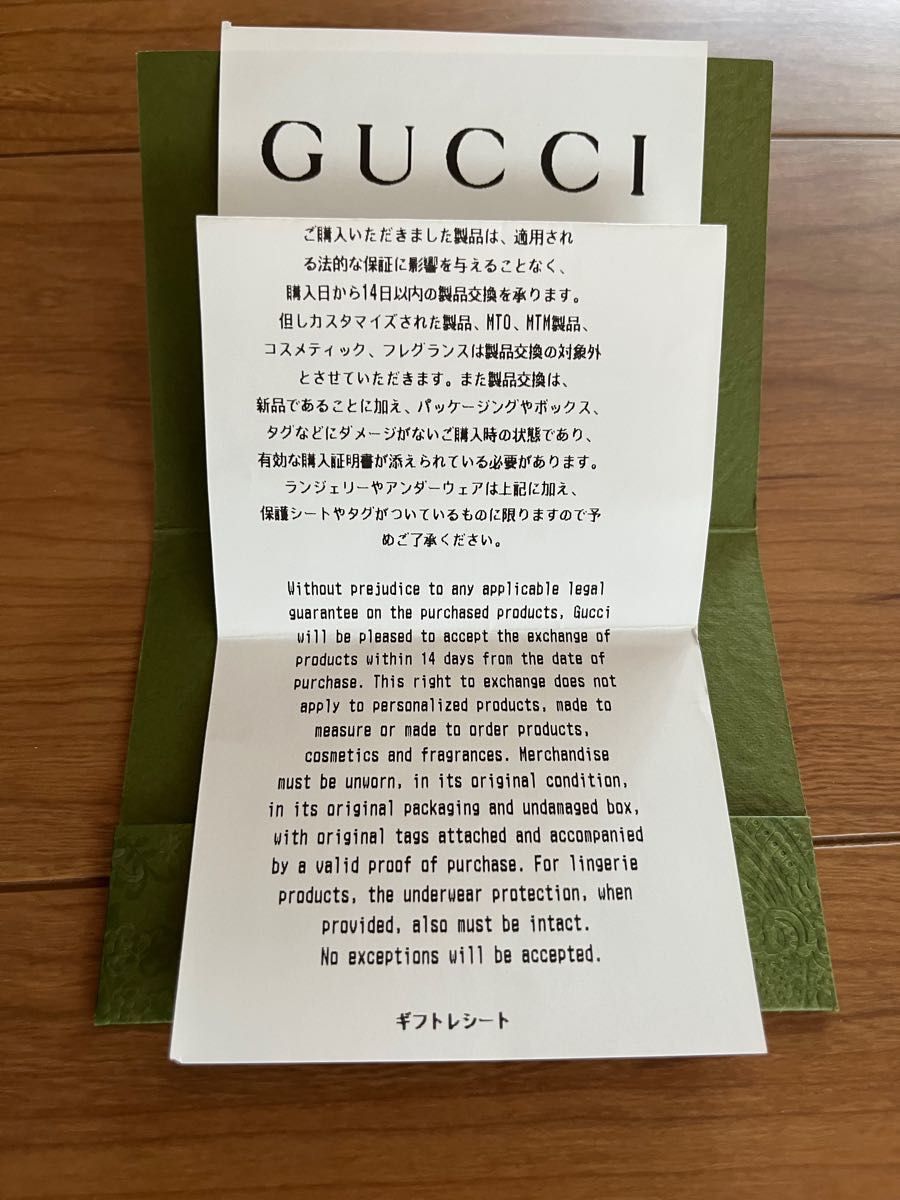 GUCCI
ご購入いただきました製品は、適用され
る法的な保証に影響を与えることなく、
購入日から14日以内の製品交換を承ります。
但しカスタマイズされた製品、MTO、MTM製品、
コスメティック、フレグランスは製品交換の対象外
とさせていただきます。また製品交換は、
新品であることに加え、パッケージングやボックス、
タグなどにダメージがないご購入時の状態であり、
有効な購入証明書が添えられている必要があります。
ランジェリーやアンダーウェアは上記に加え、
保護シートやタグがついているものに限りますので予
めご了承ください。
Without prejudice to any applicable legal
guarantee on the purchased products, Gucci
will be pleased to accept the exchange of
products within 14 days from the date of
purchase. This right to exchange does not
apply to personalized products, made to
measure or made to order products,
cosmetics and fragrances. Merchandise
must be unworn, in its original condition,
in its original packaging and undamaged box,
with original tags attached and accompanied
by a valid proof of purchase. For lingerie
products, the underwear protection, when
provided, also must be intact.
No exceptions will be accepted.
ギフトレシート